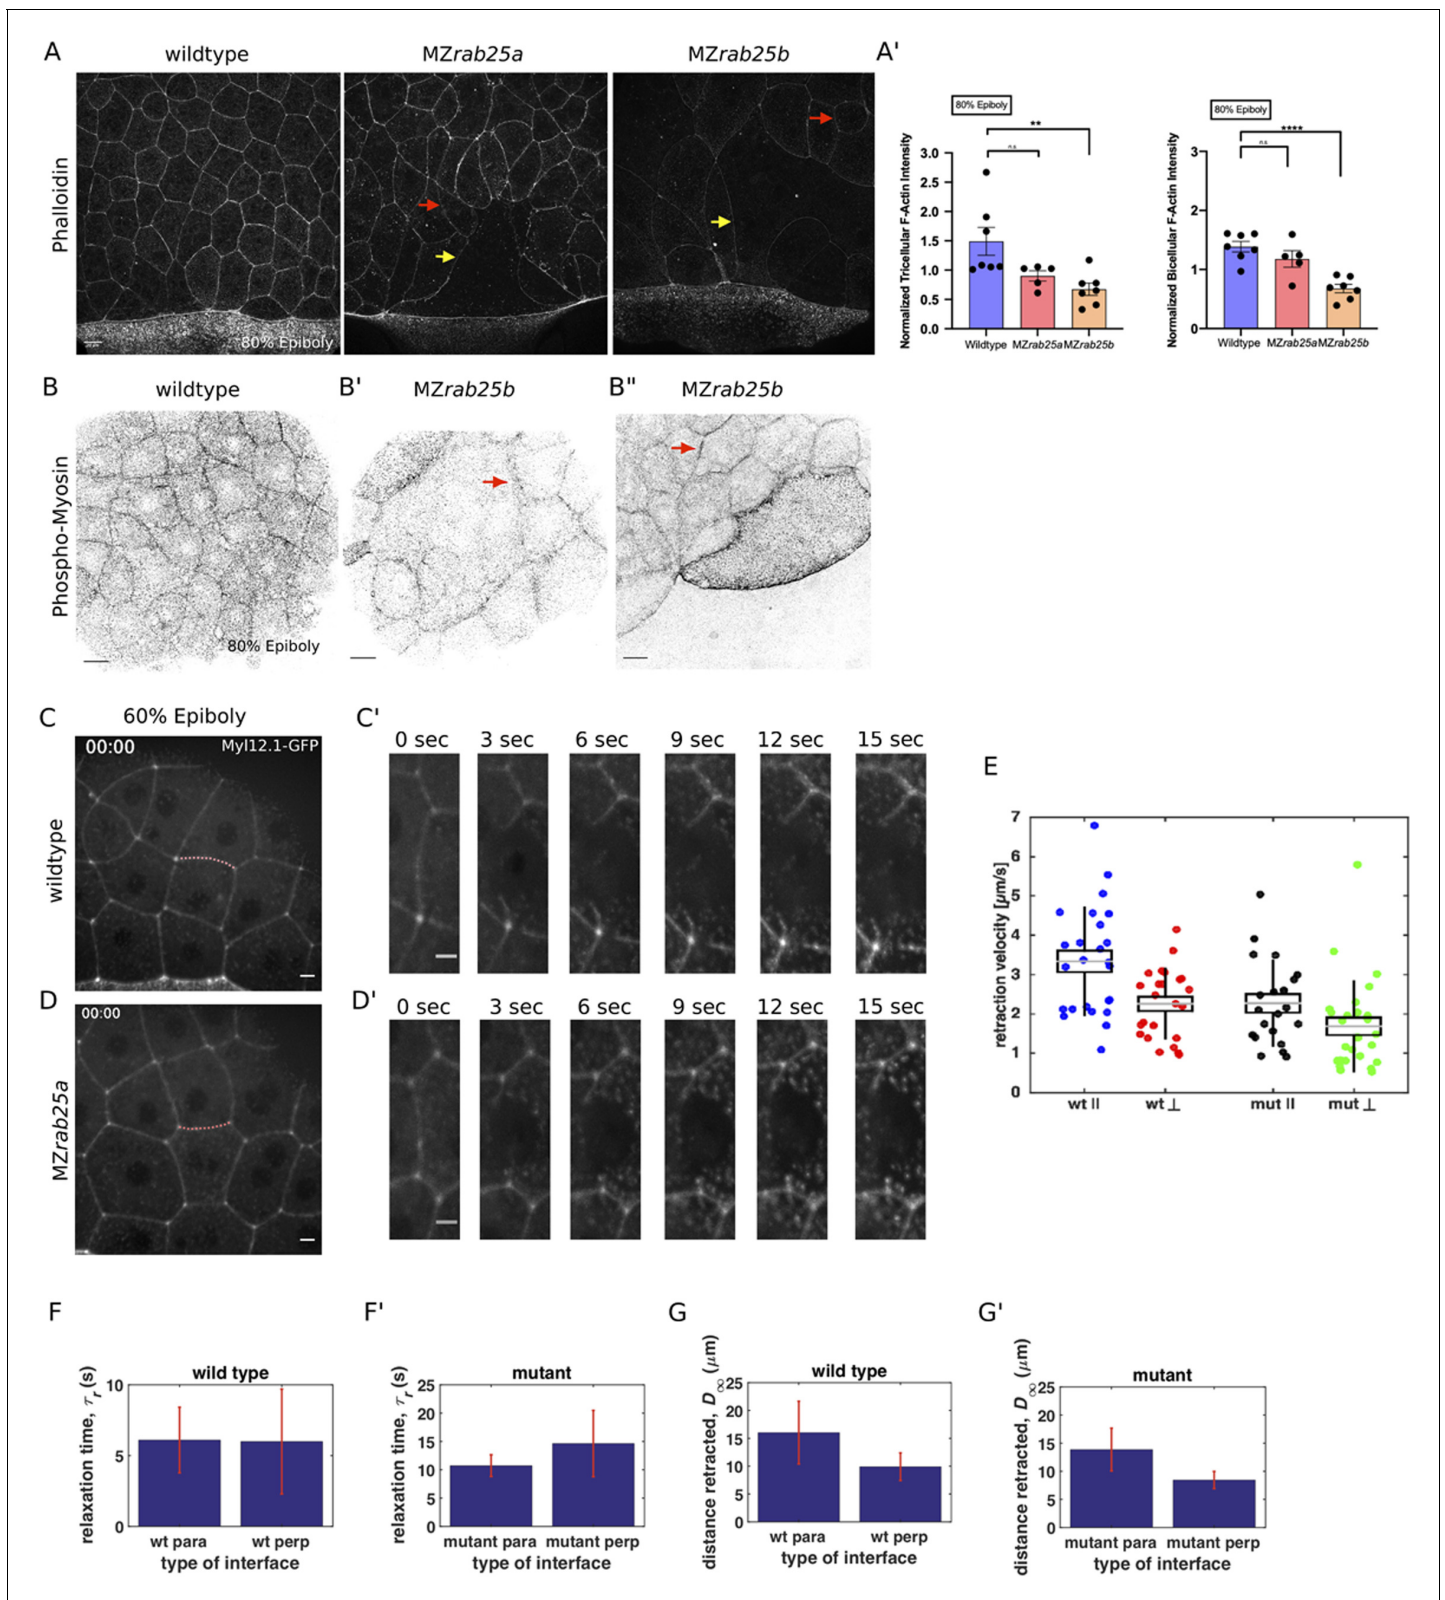 A
wildtype
MZrab25a
MZrab25b
Phalloidin
80% Epiboly
A'
80% Epiboly
**
n.s.
Normalized Tricellular F-Actin Intensity
3.0
2.5
2.0
1.5
1.0
0.5
0.0
Wildtype MZrab25a MZrab25b
80% Epiboly
****
n.s.
Normalized Bicellular F-Actin Intensity
3
2
1
0
Wildtype MZrab25a MZrab25b
B
wildtype
B'
MZrab25b
B"
MZrab25b
Phospho-Myosin
80% Epiboly
C
60% Epiboly
00:00
Myl12.1-GFP
wildtype
C'
0 sec 3 sec 6 sec 9 sec 12 sec 15 sec
D
00:00
MZrab25a
D'
0 sec 3 sec 6 sec 9 sec 12 sec 15 sec
E
retraction velocity [μm/s]
7
6
5
4
3
2
1
0
wt || wt ⊥ mut || mut ⊥
F
wild type
relaxation time, τr (s)
10
5
0
wt para wt perp
type of interface
F'
mutant
relaxation time, τr (s)
25
20
15
10
5
0
mutant para mutant perp
type of interface
G
wild type
distance retracted, D∞ (μm)
25
20
15
10
5
0
wt para wt perp
type of interface
G'
mutant
distance retracted, D∞ (μm)
25
20
15
10
5
0
mutant para mutant perp
type of interface